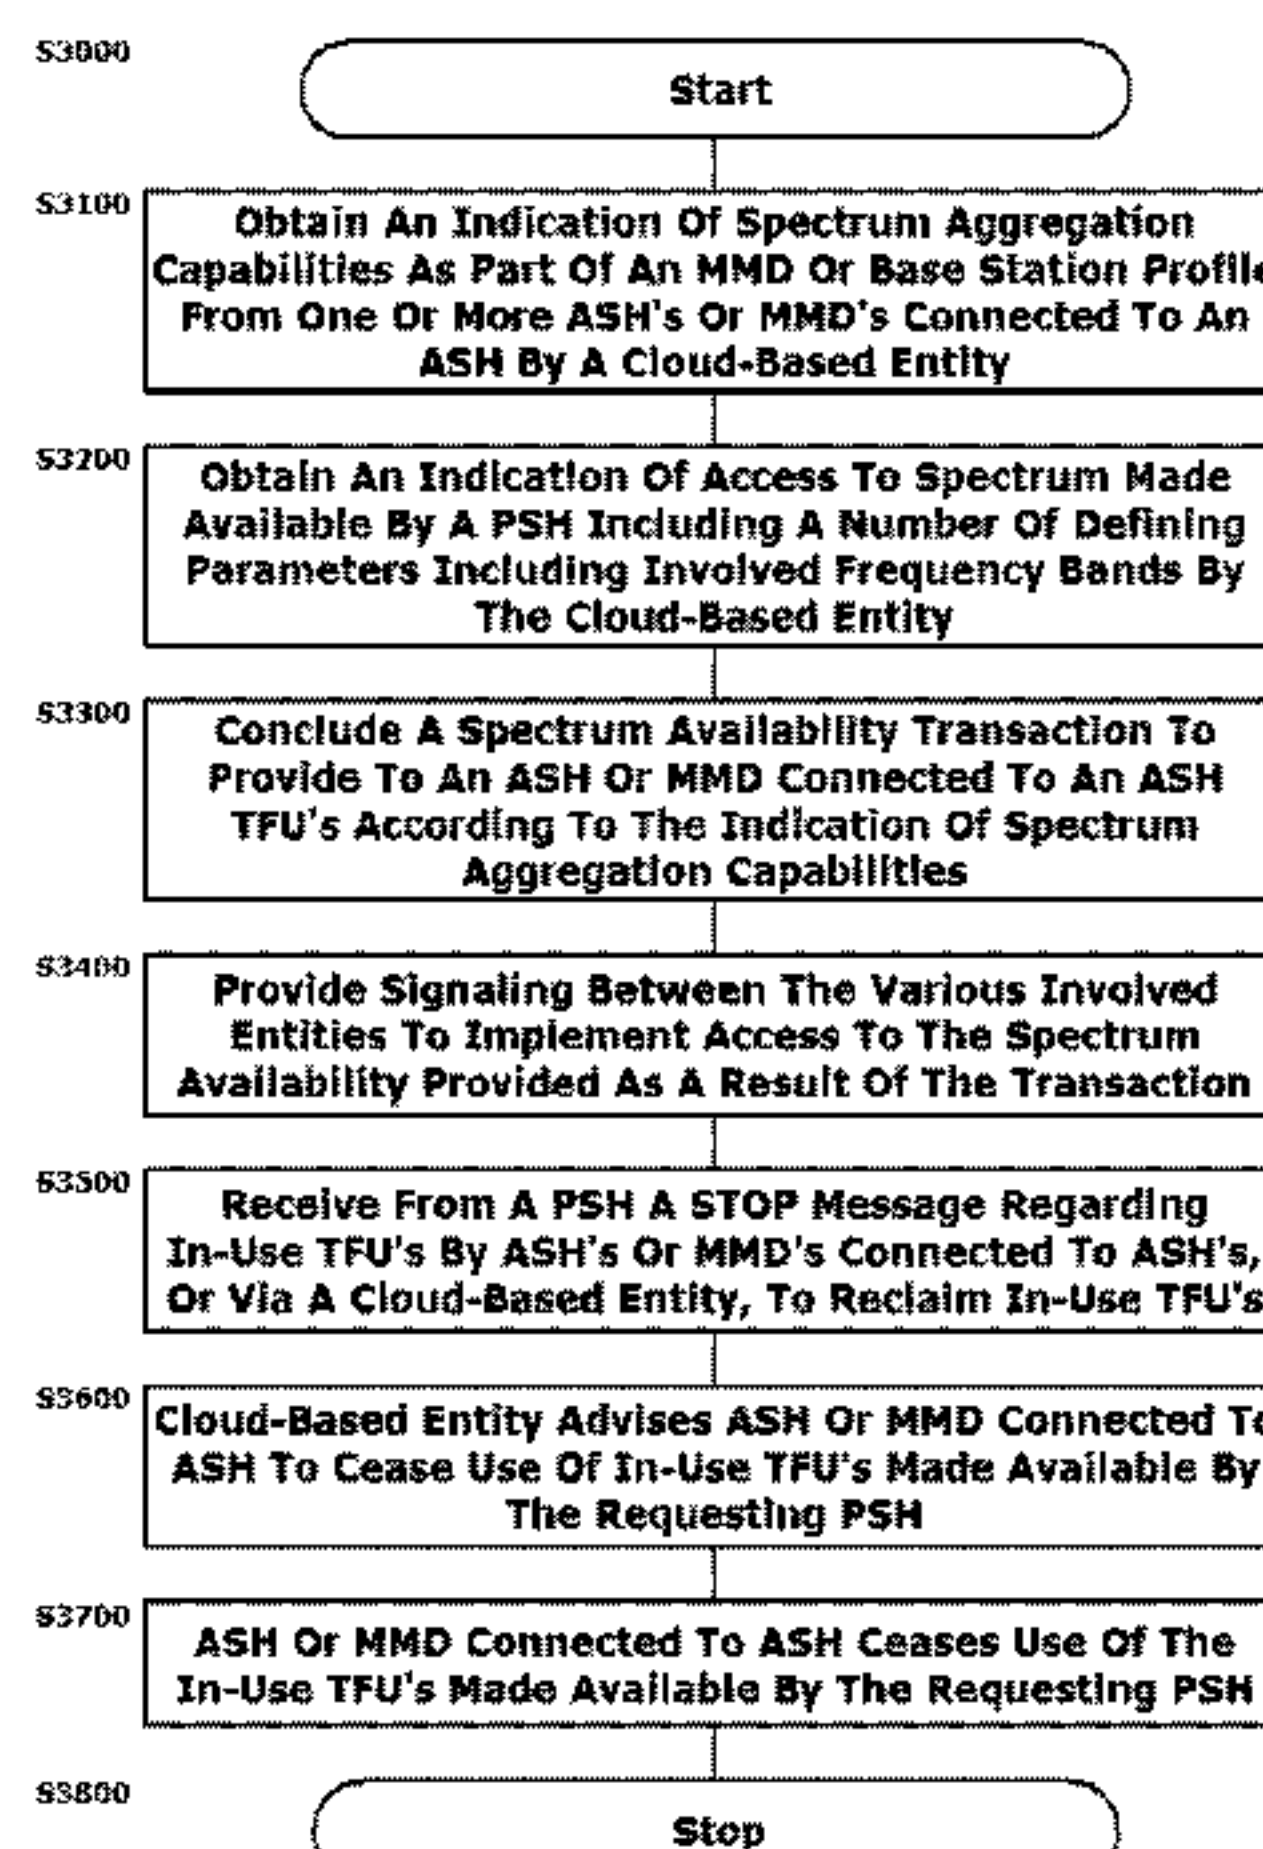 S3000
Start
S3100
Obtain An Indication Of Spectrum Aggregation
Capabilities As Part Of An MMD Or Base Station Profile
From One Or More ASH's Or MMD's Connected To An
ASH By A Cloud-Based Entity
S3200
Obtain An Indication Of Access To Spectrum Made
Available By A PSH Including A Number Of Defining
Parameters Including Involved Frequency Bands By
The Cloud-Based Entity
S3300
Conclude A Spectrum Availability Transaction To
Provide To An ASH Or MMD Connected To An ASH
TFU's According To The Indication Of Spectrum
Aggregation Capabilities
S3400
Provide Signaling Between The Various Involved
Entities To Implement Access To The Spectrum
Availability Provided As A Result Of The Transaction
S3500
Receive From A PSH A STOP Message Regarding
In-Use TFU's By ASH's Or MMD's Connected To ASH's,
Or Via A Cloud-Based Entity, To Reclaim In-Use TFU's
S3600
Cloud-Based Entity Advises ASH Or MMD Connected To
ASH To Cease Use Of In-Use TFU's Made Available By
The Requesting PSH
S3700
ASH Or MMD Connected To ASH Ceases Use Of The
In-Use TFU's Made Available By The Requesting PSH
S3800
Stop